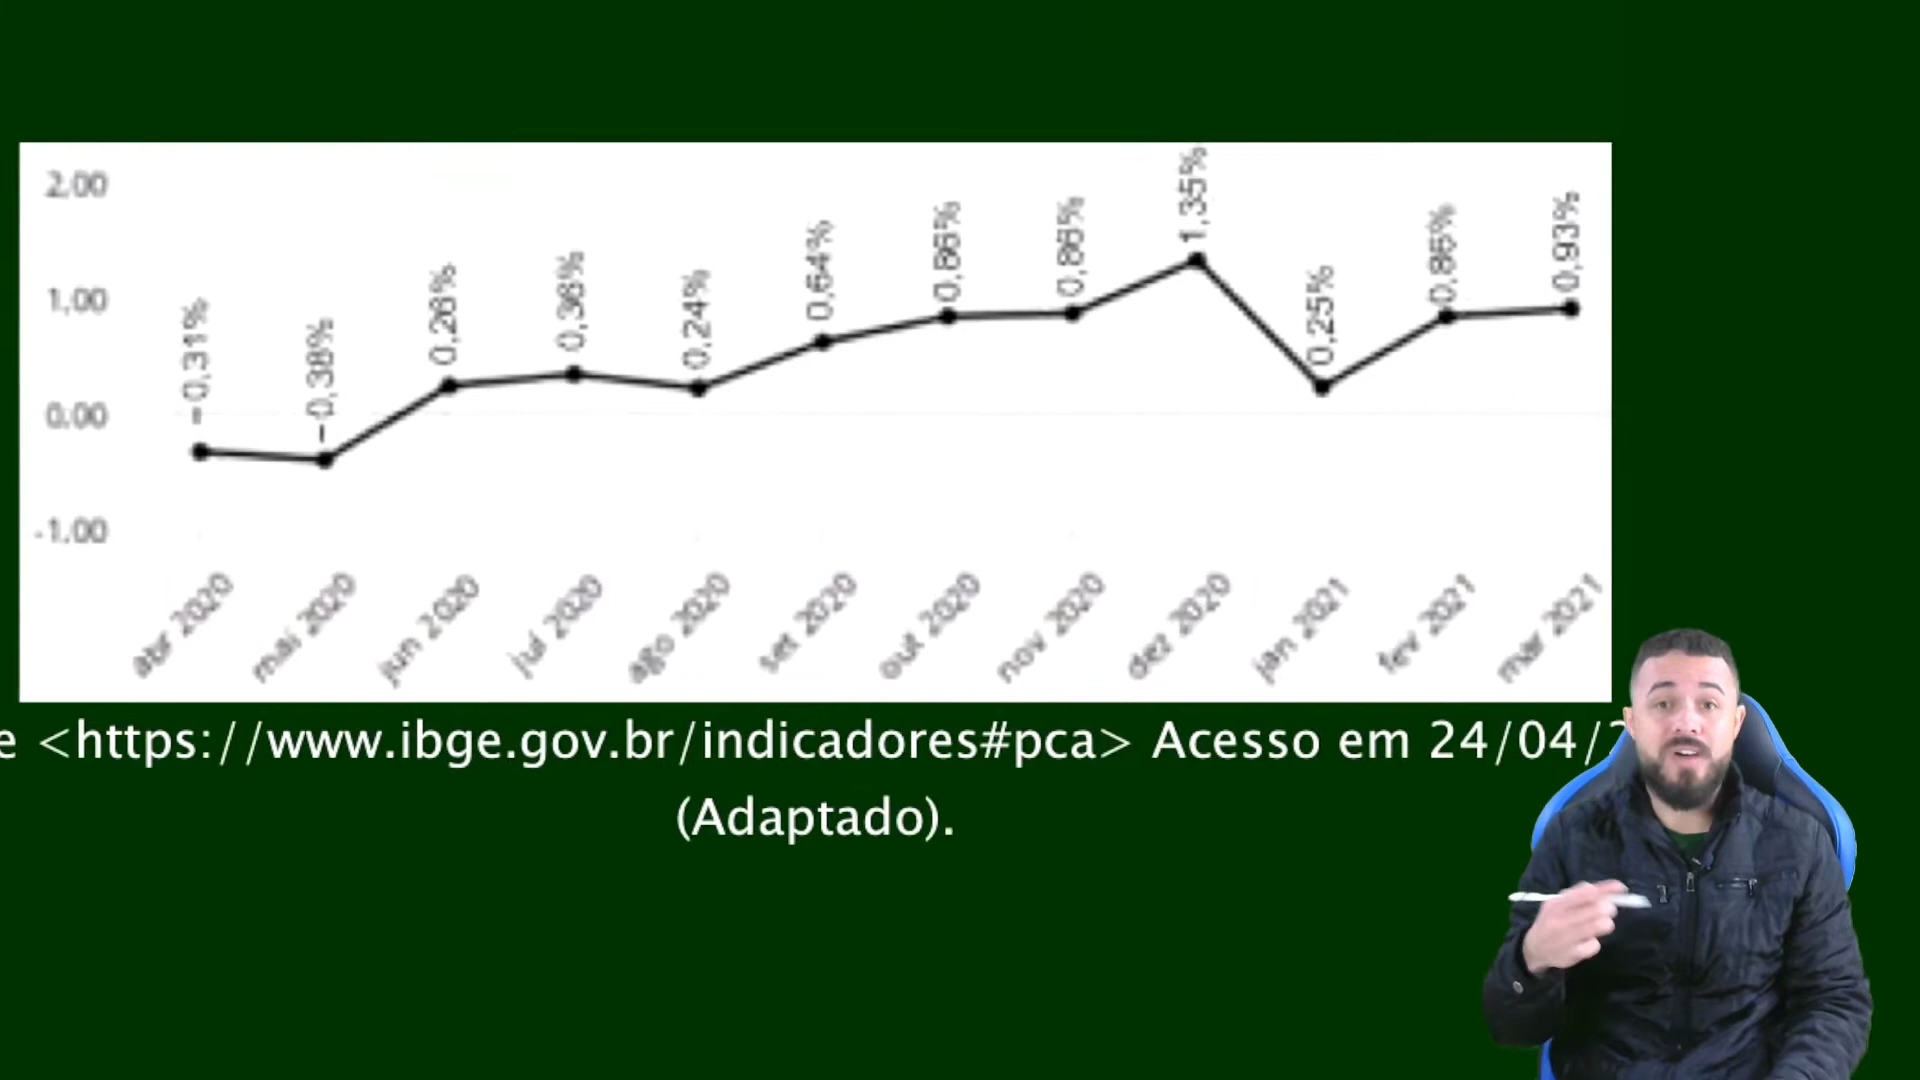 2,00
1,00
0,00
-1,00
-0,31%
-0,38%
0,26%
0,36%
0,24%
0,64%
0,86%
1,35%
0,25%
0,86%
0,93%
abr 2020
mai 2020
jun 2020
jul 2020
ago 2020
set 2020
out 2020
nov 2020
dez 2020
jan 2021
fev 2021
mar 2021
e <https://www.ibge.gov.br/indicadores#pca> Acesso em 24/04/
(Adaptado).